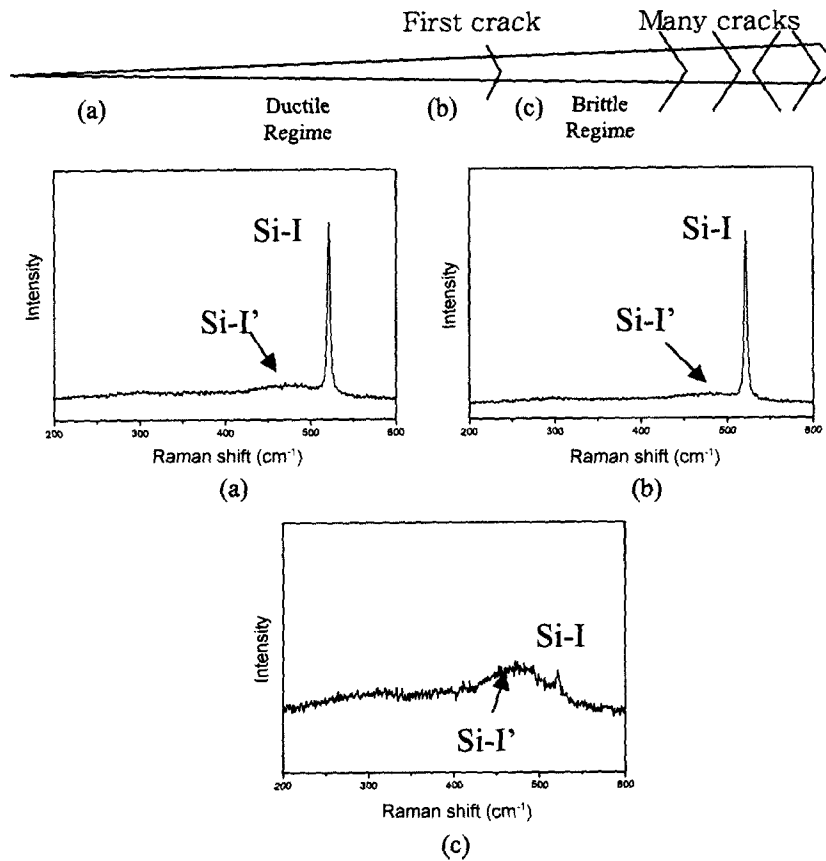 First crack Many cracks
(a) Ductile Regime (b) (c) Brittle Regime
Si-I
Si-I'
Intensity
200 300 400 500 600
Raman shift (cm⁻¹)
(a)
Si-I
Si-I'
Intensity
200 300 400 500 600
Raman shift (cm⁻¹)
(b)
Si-I
Si-I'
Intensity
200 300 400 500 600
Raman shift (cm⁻¹)
(c)